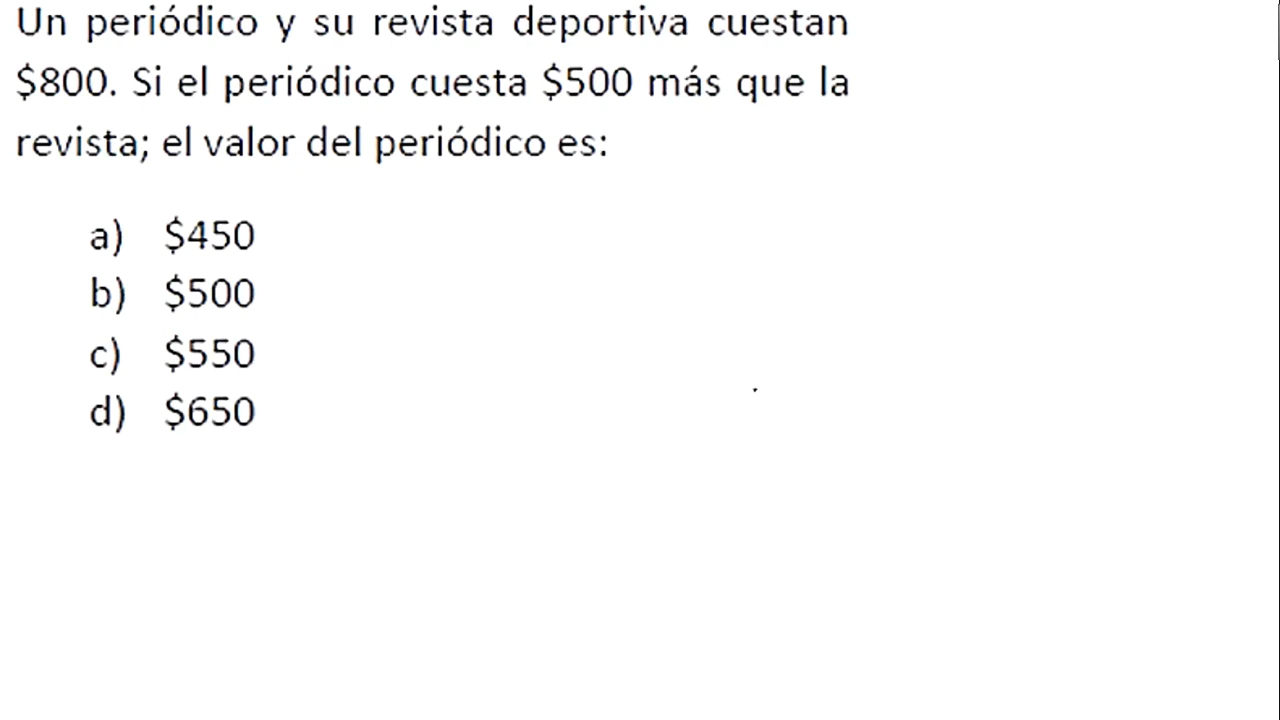 Un periódico y su revista deportiva cuestan
$800. Si el periódico cuesta $500 más que la
revista; el valor del periódico es:
a) $450
b) $500
c) $550
d) $650